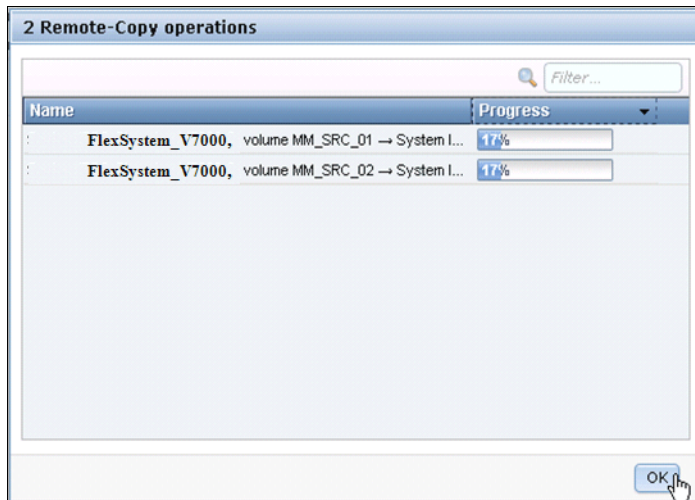 2 Remote-Copy operations
Filter...
Name Progress
FlexSystem_V7000, volume MM_SRC_01 → System I... 17%
FlexSystem_V7000, volume MM_SRC_02 → System I... 17%
OK